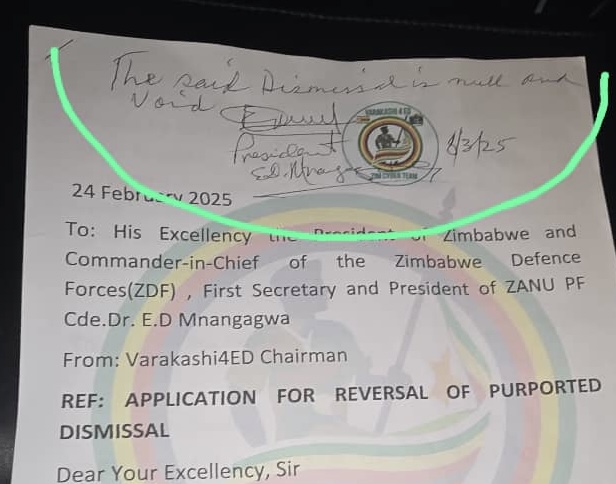 The said Dismissal is null and
Void
President
E.D. Mnangagwa
8/3/25
VARAKASHI 4 ED
ZIM CYBER TEAM
24 February 2025
To: His Excellency the President of Zimbabwe and
Commander-in-Chief of the Zimbabwe Defence
Forces(ZDF) , First Secretary and President of ZANU PF
Cde.Dr. E.D Mnangagwa
From: Varakashi4ED Chairman
REF: APPLICATION FOR REVERSAL OF PURPORTED
DISMISSAL
Dear Your Excellency, Sir